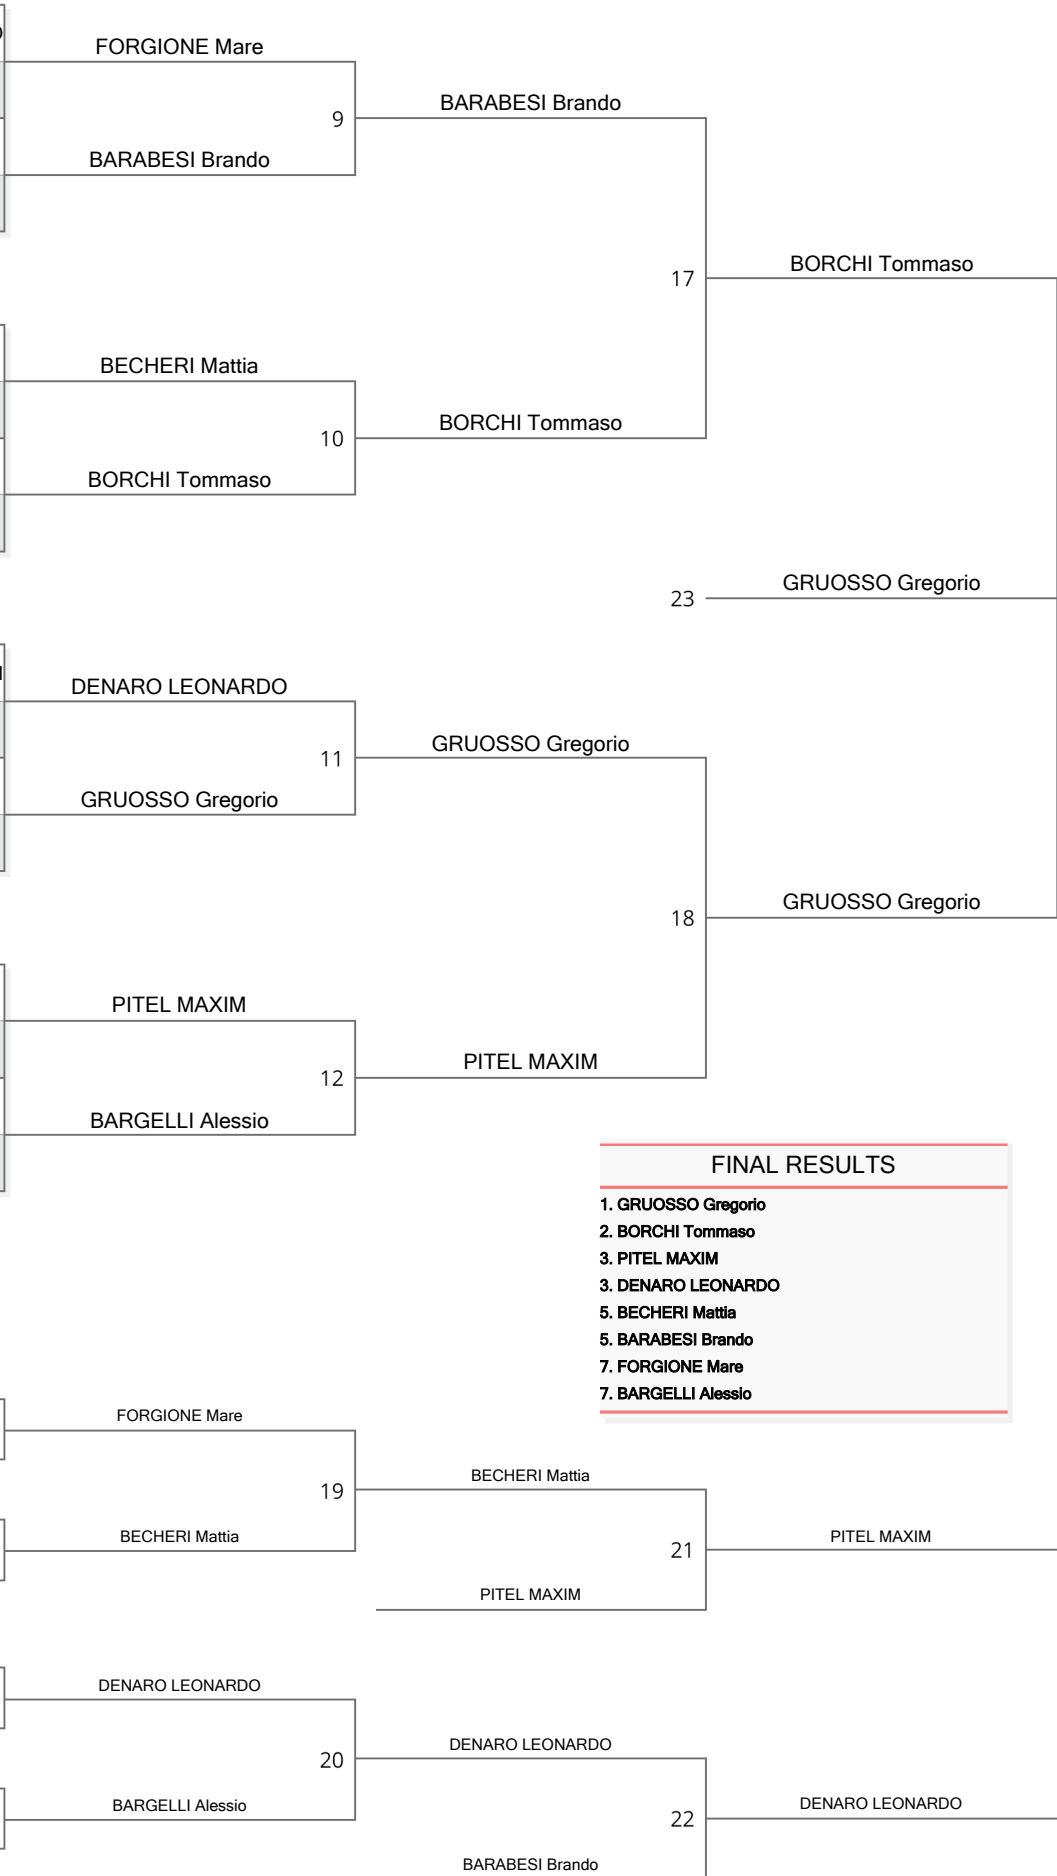 FORGIONE Mare
9
BARABESI Brando
BARABESI Brando
17
BORCHI Tommaso
BECHERI Mattia
10
BORCHI Tommaso
BORCHI Tommaso
23
GRUOSSO Gregorio
DENARO LEONARDO
11
GRUOSSO Gregorio
GRUOSSO Gregorio
18
GRUOSSO Gregorio
PITEL MAXIM
12
PITEL MAXIM
BARGELLI Alessio
FINAL RESULTS
1. GRUOSSO Gregorio
2. BORCHI Tommaso
3. PITEL MAXIM
3. DENARO LEONARDO
5. BECHERI Mattia
5. BARABESI Brando
7. FORGIONE Mare
7. BARGELLI Alessio
FORGIONE Mare
19
BECHERI Mattia
BECHERI Mattia
21
PITEL MAXIM
PITEL MAXIM
DENARO LEONARDO
20
DENARO LEONARDO
BARGELLI Alessio
22
DENARO LEONARDO
BARABESI Brando